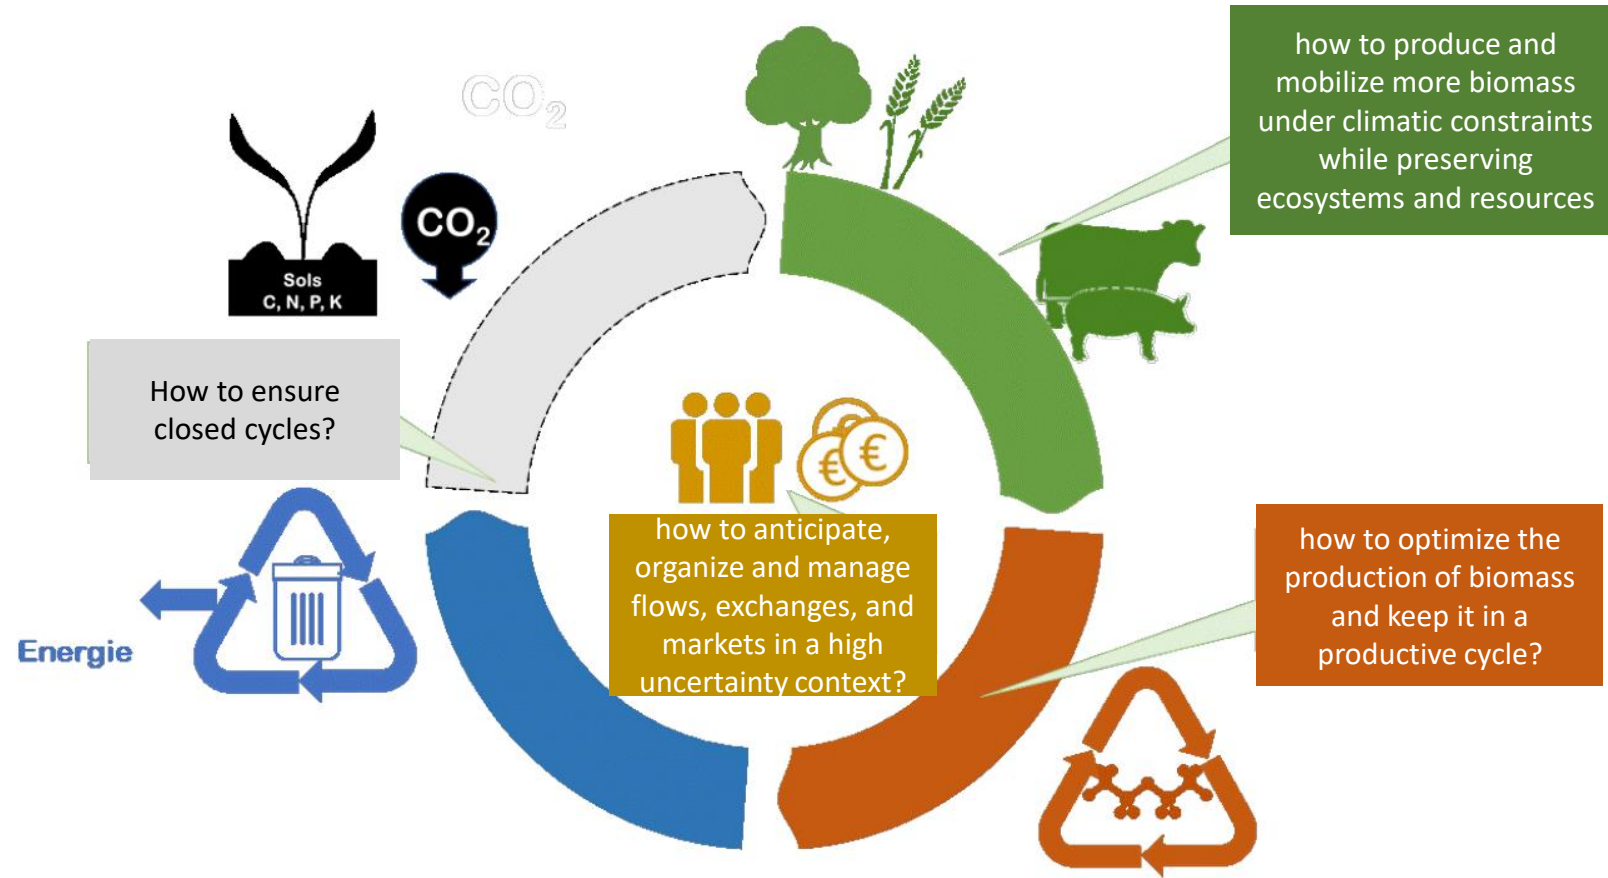 how to produce and
mobilize more biomass
under climatic constraints
while preserving
ecosystems and resources
CO₂
CO₂
Sols
C, N, P, K
How to ensure
closed cycles?
€ €
how to anticipate,
organize and manage
flows, exchanges, and
markets in a high
uncertainty context?
how to optimize the
production of biomass
and keep it in a
productive cycle?
Energie